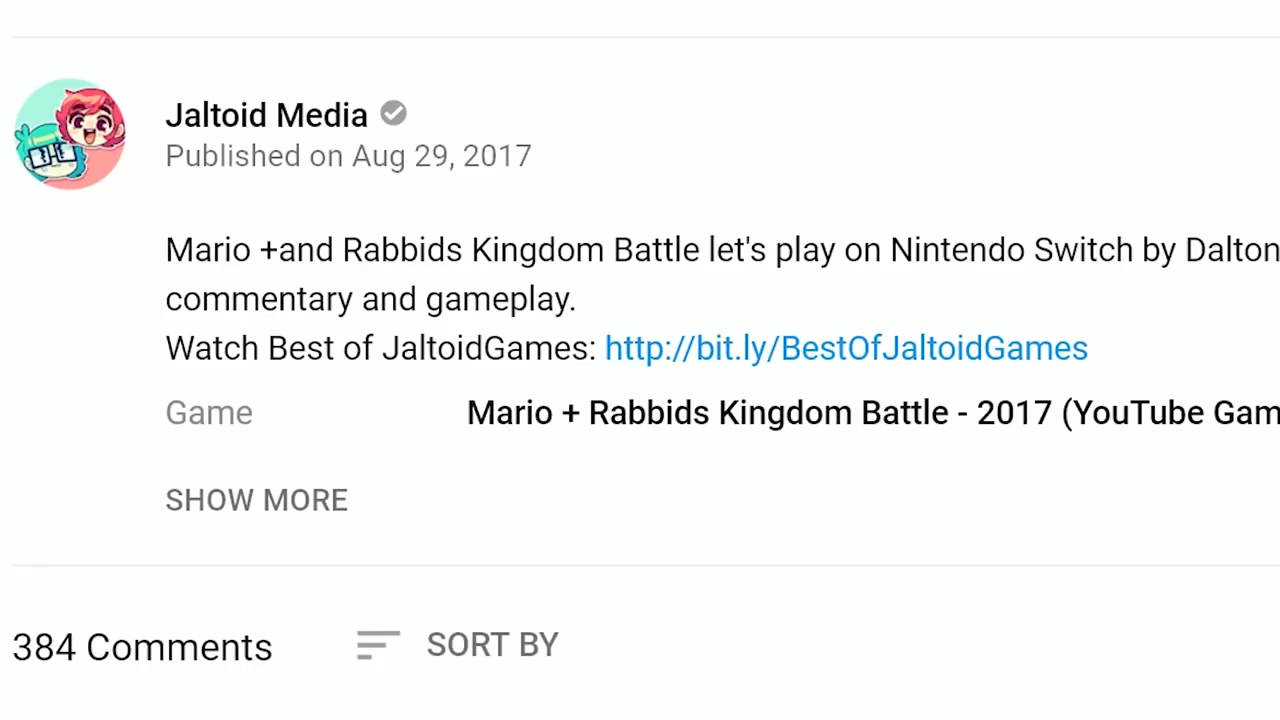 Jaltoid Media
Published on Aug 29, 2017
Mario +and Rabbids Kingdom Battle let's play on Nintendo Switch by Dalton
commentary and gameplay.
Watch Best of JaltoidGames: http://bit.ly/BestOfJaltoidGames
Game Mario + Rabbids Kingdom Battle - 2017 (YouTube Gam
SHOW MORE
384 Comments SORT BY